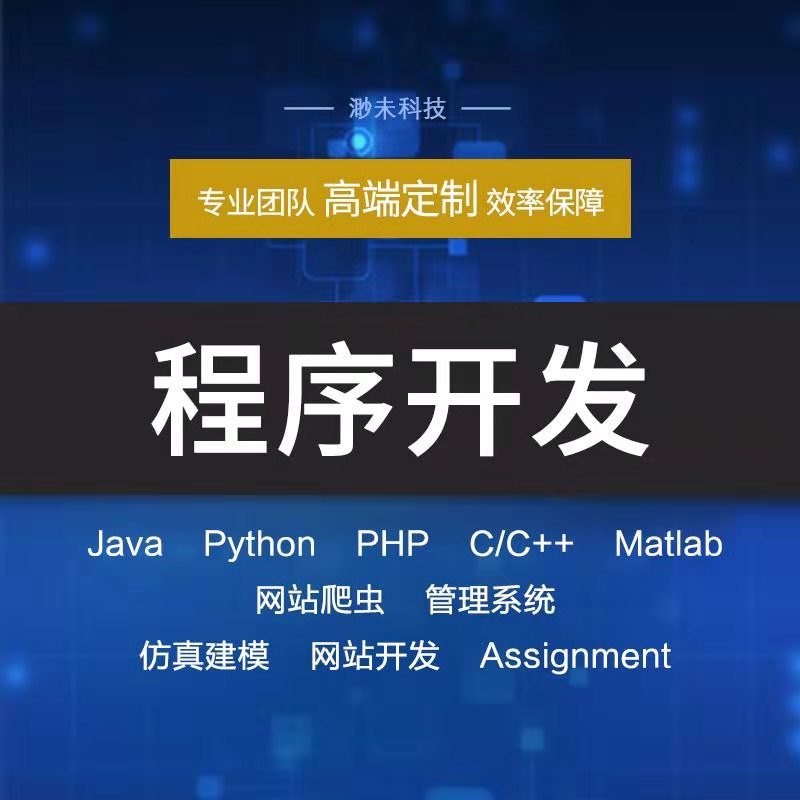 渺未科技
专业团队 高端定制 效率保障
程序开发
Java Python PHP C/C++ Matlab
网站爬虫 管理系统
仿真建模 网站开发 Assignment